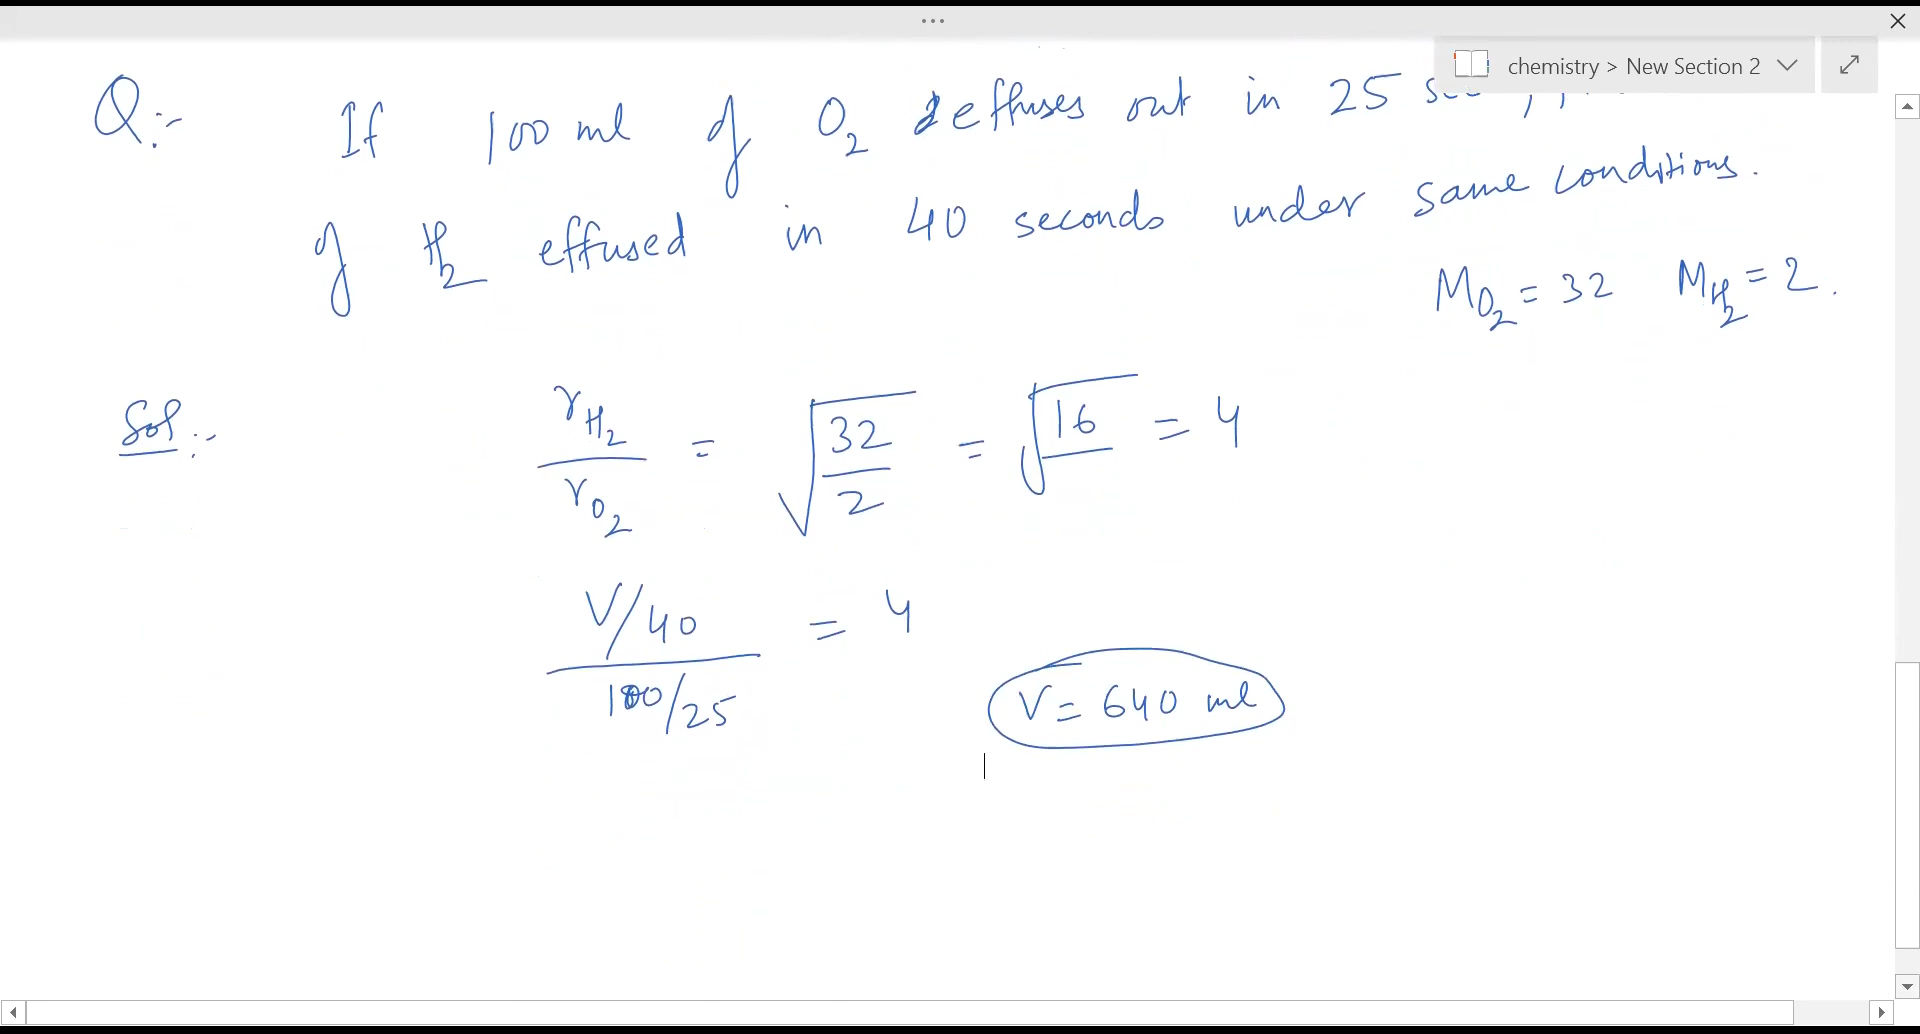 ...
chemistry > New Section 2
Q:- If 100 ml of O2 effuses out in 25
of H2 effused in 40 seconds under same conditions.
MO2 = 32 MH2 = 2.
Sol:- rH2/rO2 = √32/2 = √16 = 4
V/40 / 100/25 = 4
V = 640 ml